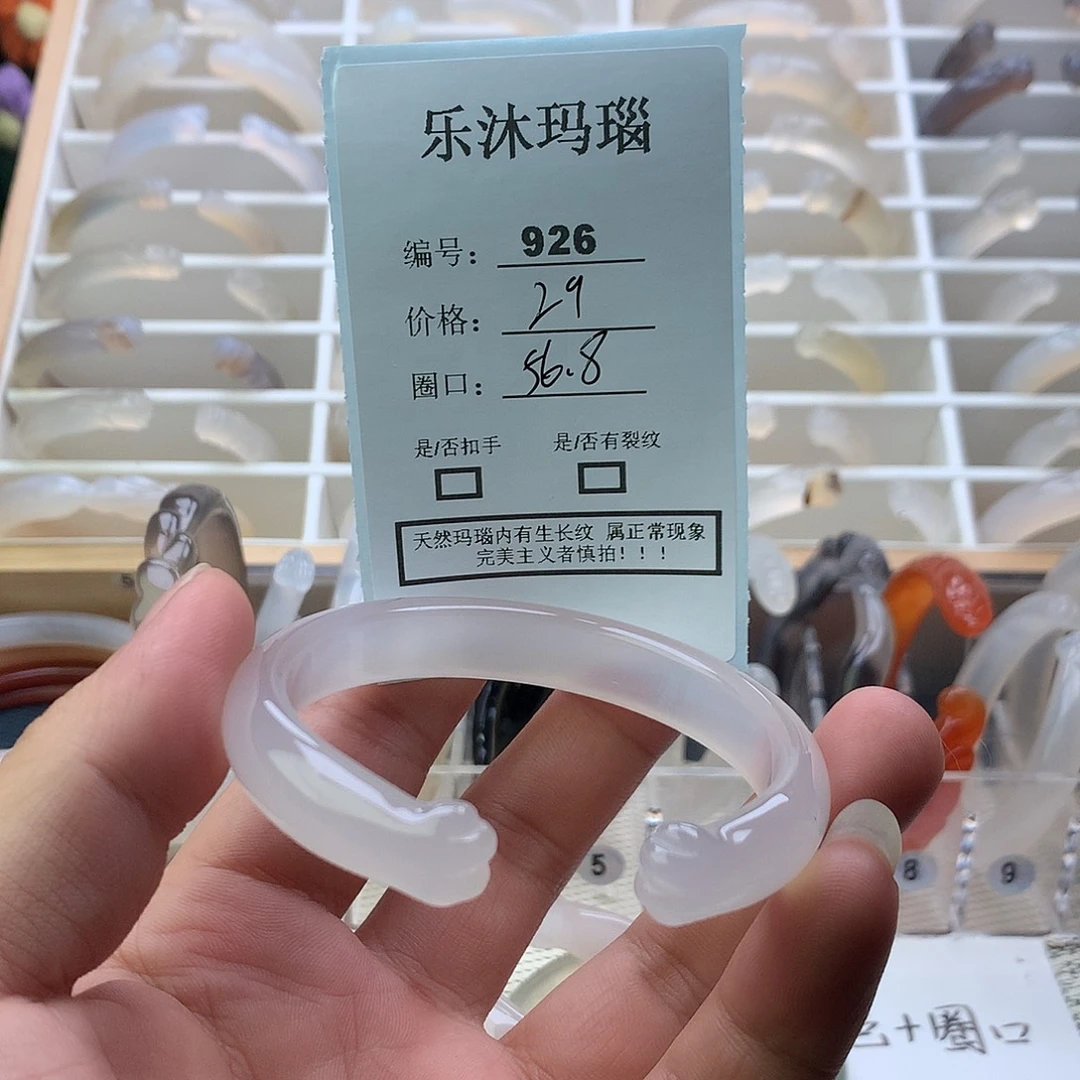 乐沐玛瑙
编号： 926
价格： 29
圈口： 56.8
是/否扣手 是/否有裂纹
天然玛瑙内有生长纹 属正常现象
完美主义者慎拍！！！
5
8
9
+圈口